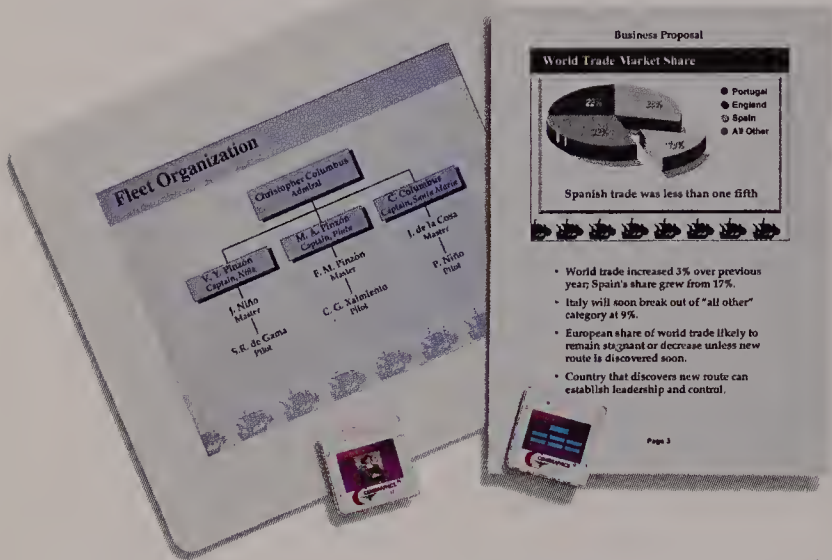 Fleet Organization
Christopher Columbus
Admiral
V. Y. Pinzón
Captain, Niña
M. A. Pinzón
Captain, Pinta
C. Columbus
Captain, Santa Maria
J. Niño
Master
S.R. de Gama
Pilot
F. M. Pinzón
Master
C. G. Xalmiento
Pilot
J. de la Cosa
Master
P. Niño
Pilot
Business Proposal
World Trade Market Share
22%
Portugal
England
Spain
All Other
Spanish trade was less than one fifth
• World trade increased 3% over previous
year; Spain's share grew from 17%.
• Italy will soon break out of "all other"
category at 9%.
• European share of world trade likely to
remain stagnant or decrease unless new
route is discovered soon.
• Country that discovers new route can
establish leadership and control.
Page 3